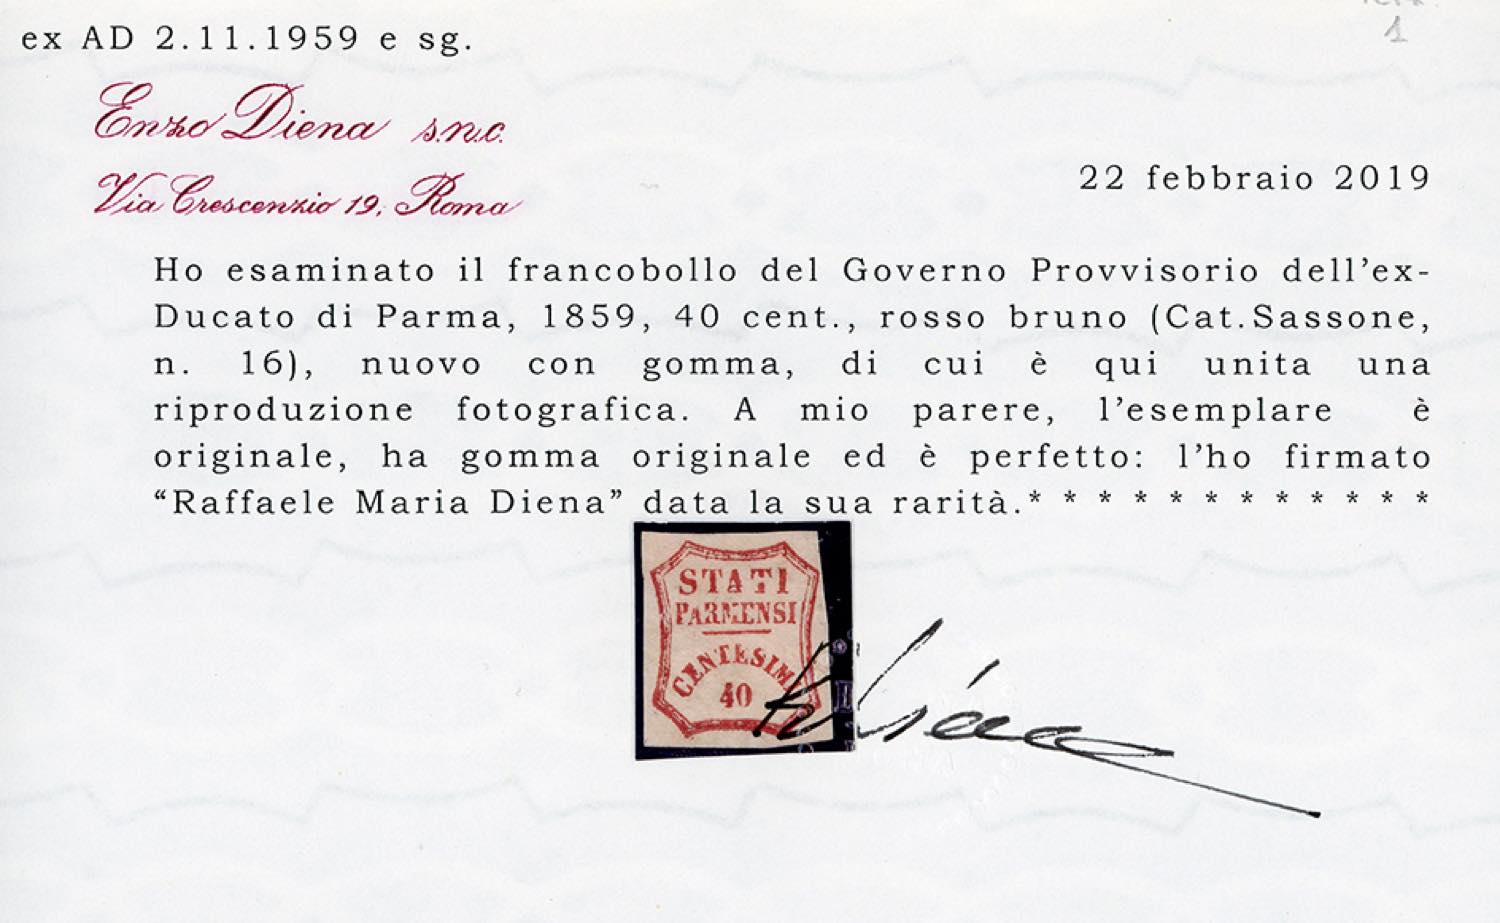 1
ex AD 2.11.1959 e sg.
Enzo Diena s.n.c.
Via Crescenzio 19, Roma
22 febbraio 2019
Ho esaminato il francobollo del Governo Provvisorio dell’ex-
Ducato di Parma, 1859, 40 cent., rosso bruno (Cat.Sassone,
n. 16), nuovo con gomma, di cui è qui unita una
riproduzione fotografica. A mio parere, l’esemplare è
originale, ha gomma originale ed è perfetto: l’ho firmato
“Raffaele Maria Diena” data la sua rarità.* * * * * * * * * * * *
STATI
PARMENSI
CENTESIMI
40